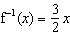 f⁻¹(x) = 3/2 x